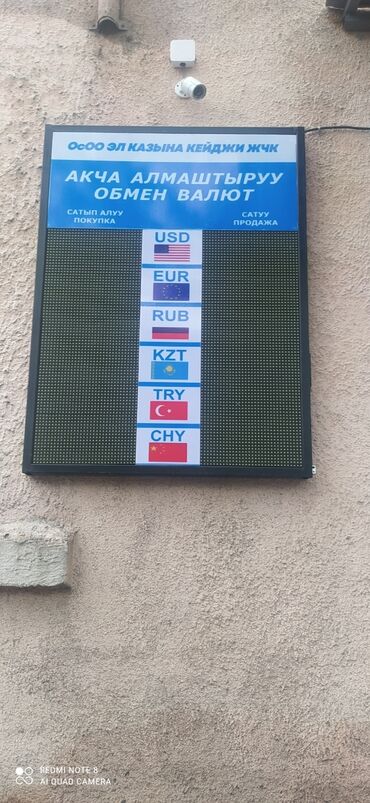 ОсОО ЭЛ КАЗЫНА КЕЙДЖИ ЖЧК
АКЧА АЛМАШТЫРУУ
ОБМЕН ВАЛЮТ
САТЫП АЛУУ
ПОКУПКА
САТУУ
ПРОДАЖА
USD
EUR
RUB
KZT
TRY
CHY
REDMI NOTE 8
AI QUAD CAMERA